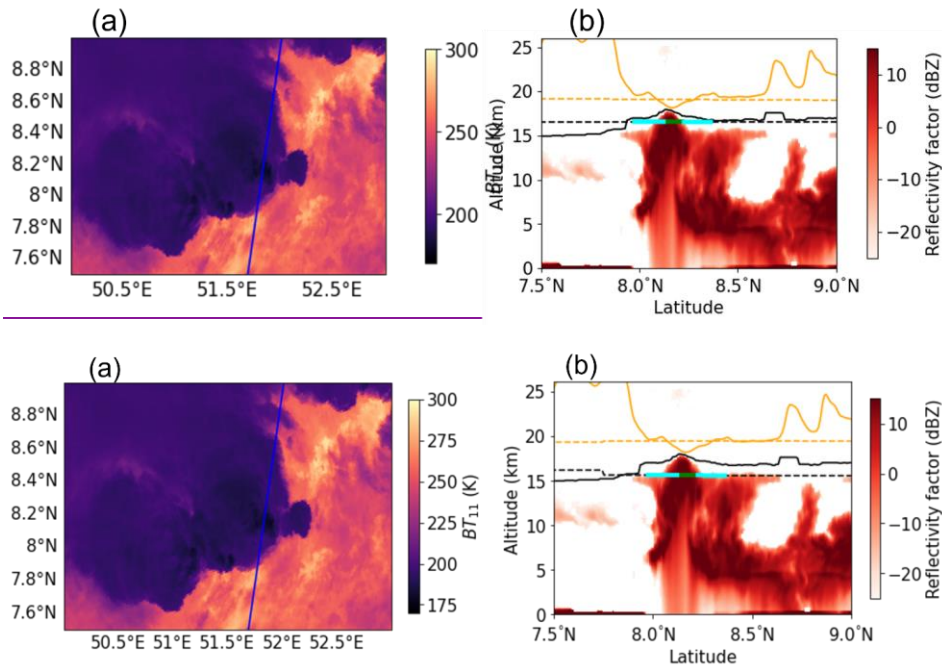 (a)
(b)
8.8°N
8.6°N
8.4°N
8.2°N
8°N
7.8°N
7.6°N
50.5°E
51.5°E
52.5°E
300
250
200
Altitude (km)
25
20
15
10
5
0
7.5°N
8.0°N
8.5°N
9.0°N
Latitude
10
0
−10
−20
Reflectivity factor (dBZ)
(a)
(b)
8.8°N
8.6°N
8.4°N
8.2°N
8°N
7.8°N
7.6°N
50.5°E 51°E 51.5°E 52°E 52.5°E
300
275
250
225
200
175
BT11 (K)
Altitude (km)
25
20
15
10
5
0
7.5°N
8.0°N
8.5°N
9.0°N
Latitude
10
0
−10
−20
Reflectivity factor (dBZ)